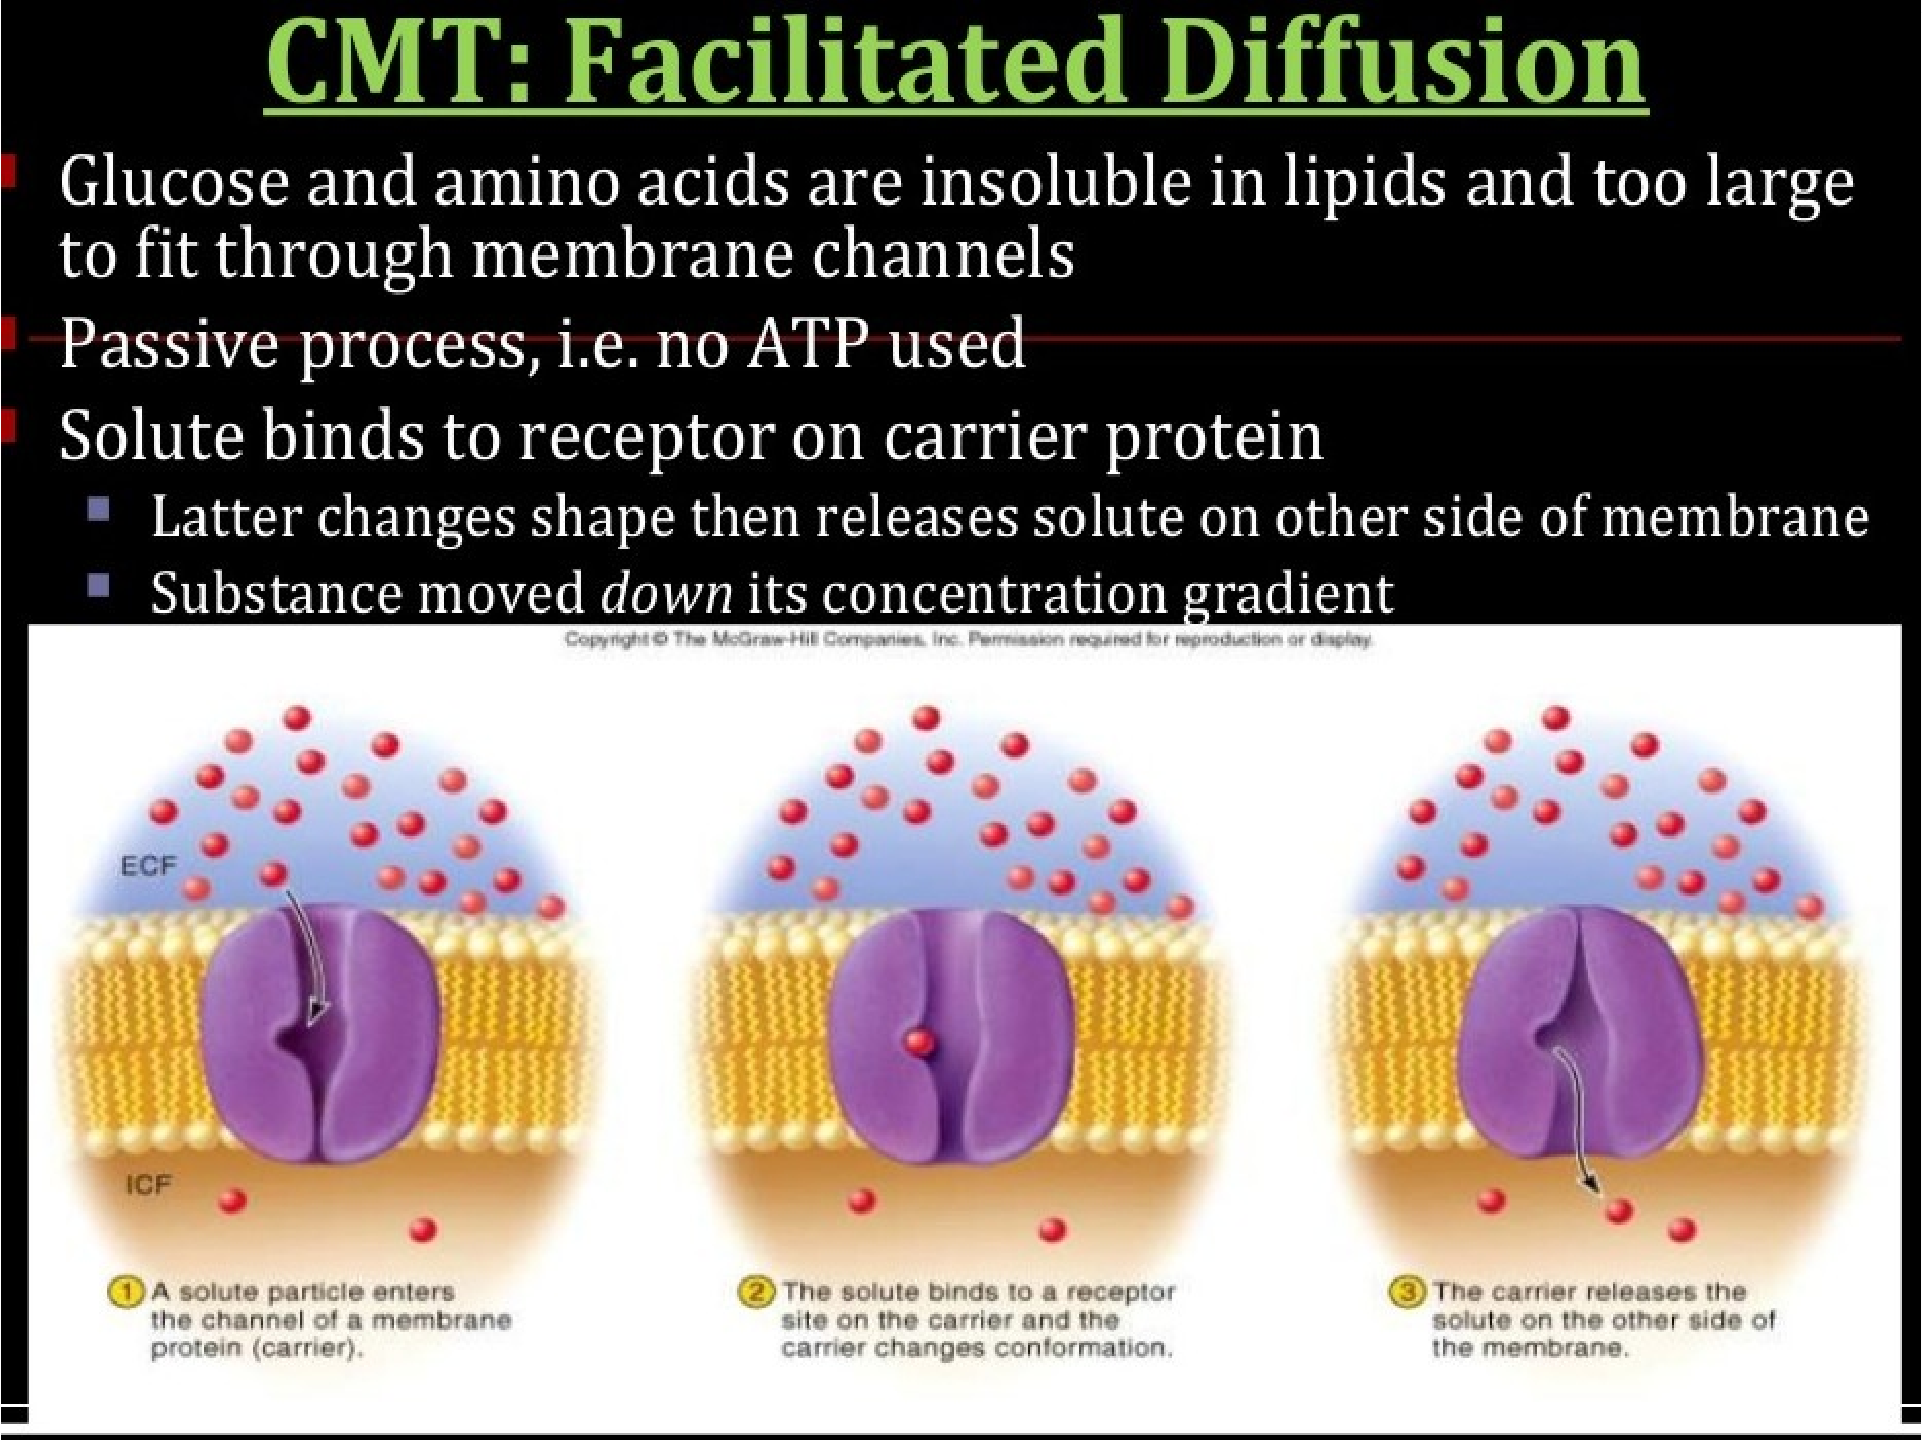 CMT: Facilitated Diffusion
Glucose and amino acids are insoluble in lipids and too large
to fit through membrane channels
Passive process, i.e. no ATP used
Solute binds to receptor on carrier protein
Latter changes shape then releases solute on other side of membrane
Substance moved down its concentration gradient
Copyright © The McGraw-Hill Companies, Inc. Permission required for reproduction or display.
ECF
ICF
1 A solute particle enters
the channel of a membrane
protein (carrier).
2 The solute binds to a receptor
site on the carrier and the
carrier changes conformation.
3 The carrier releases the
solute on the other side of
the membrane.